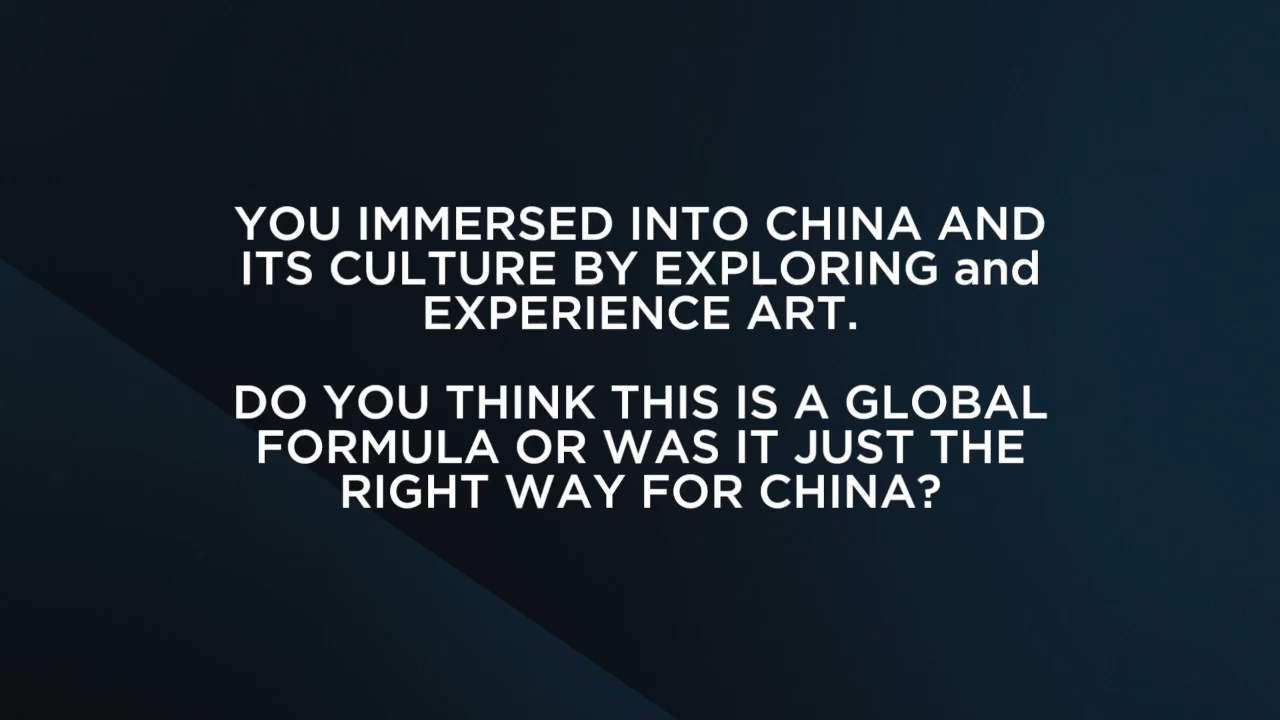 YOU IMMERSED INTO CHINA AND
ITS CULTURE BY EXPLORING and
EXPERIENCE ART.
DO YOU THINK THIS IS A GLOBAL
FORMULA OR WAS IT JUST THE
RIGHT WAY FOR CHINA?